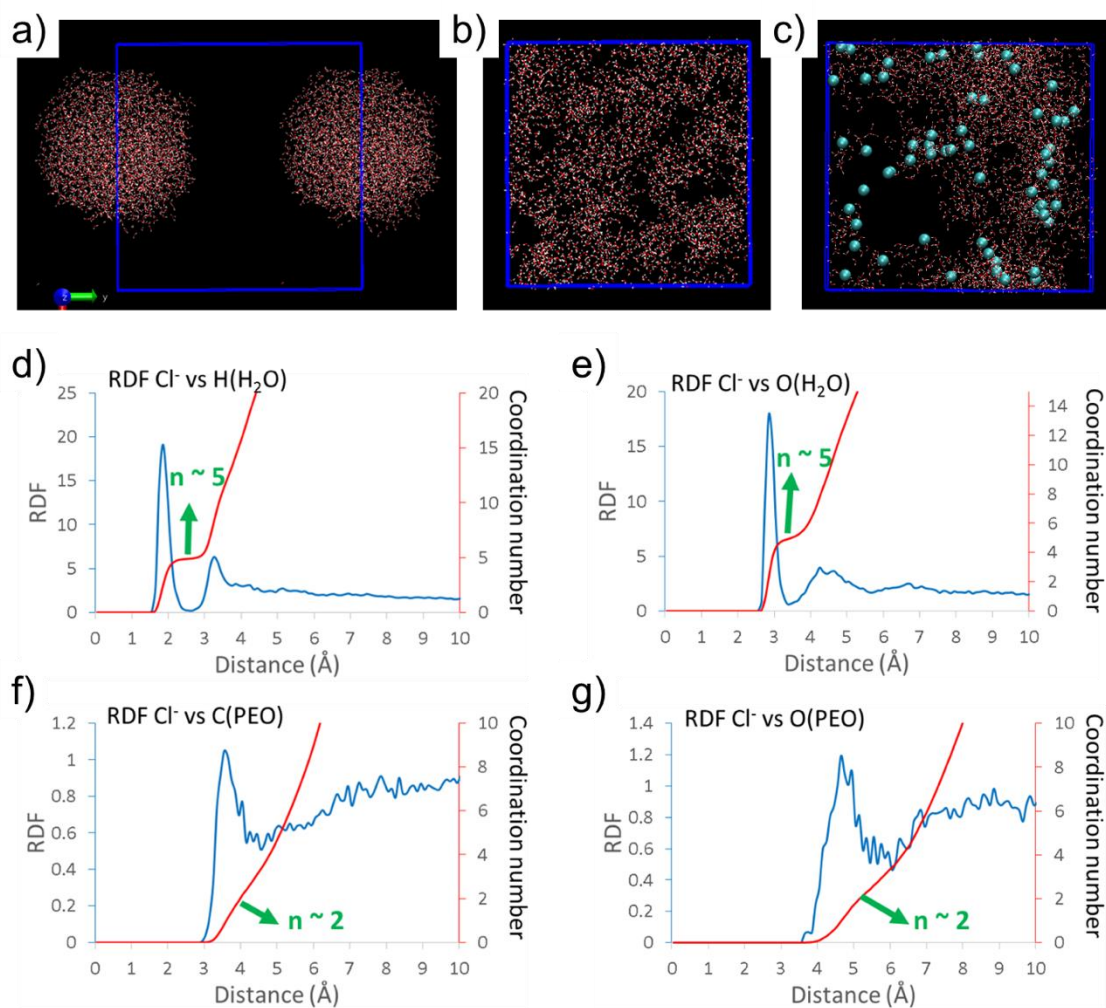 a)
b)
c)
z
y
d)
RDF Cl⁻ vs H(H₂O)
25
20
15
10
5
0
RDF
n ~ 5
20
15
10
5
0
Coordination number
0 1 2 3 4 5 6 7 8 9 10
Distance (Å)
e)
RDF Cl⁻ vs O(H₂O)
20
15
10
5
0
RDF
n ~ 5
14
12
10
8
6
4
2
0
Coordination number
0 1 2 3 4 5 6 7 8 9 10
Distance (Å)
f)
RDF Cl⁻ vs C(PEO)
1.2
1
0.8
0.6
0.4
0.2
0
RDF
n ~ 2
10
8
6
4
2
0
Coordination number
0 1 2 3 4 5 6 7 8 9 10
Distance (Å)
g)
RDF Cl⁻ vs O(PEO)
1.4
1.2
1
0.8
0.6
0.4
0.2
0
RDF
n ~ 2
10
8
6
4
2
0
Coordination number
0 1 2 3 4 5 6 7 8 9 10
Distance (Å)